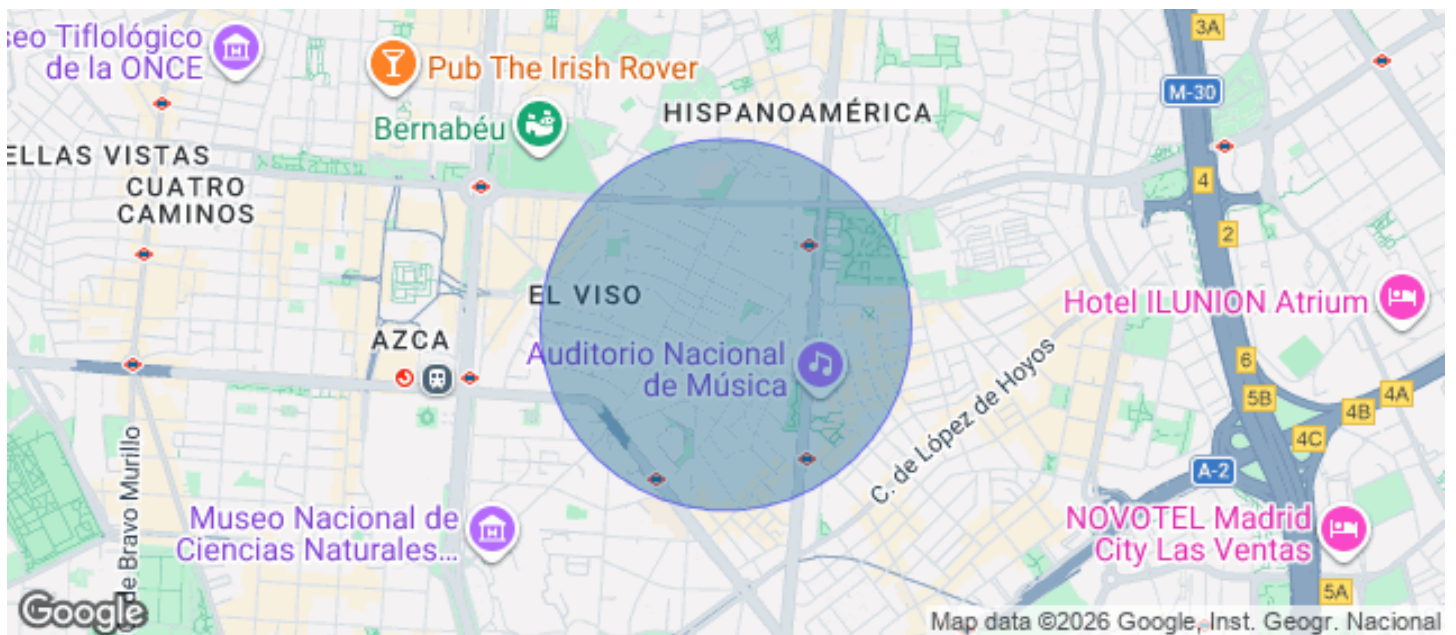 seo Tiflológico
de la ONCE
Pub The Irish Rover
Bernabéu
HISPANOAMÉRICA
3A
M-30
ELLAS VISTAS
CUATRO
CAMINOS
4
2
EL VISO
Hotel ILUNION Atrium
AZCA
Auditorio Nacional
de Música
C. de López de Hoyos
6
5B
4A
4B
4C
A-2
de Bravo Murillo
Museo Nacional de
Ciencias Naturales...
NOVOTEL Madrid
City Las Ventas
5A
Google
Map data ©2026 Google, Inst. Geogr. Nacional